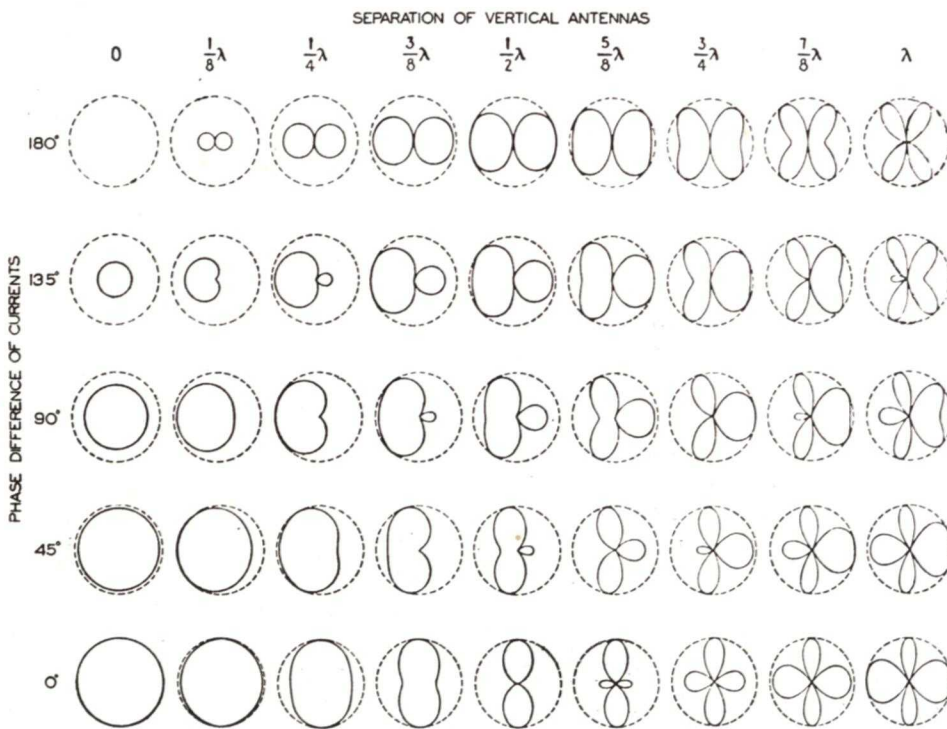 SEPARATION OF VERTICAL ANTENNAS
0 1/8λ 1/4λ 3/8λ 1/2λ 5/8λ 3/4λ 7/8λ λ
PHASE DIFFERENCE OF CURRENTS
180°
135°
90°
45°
0°